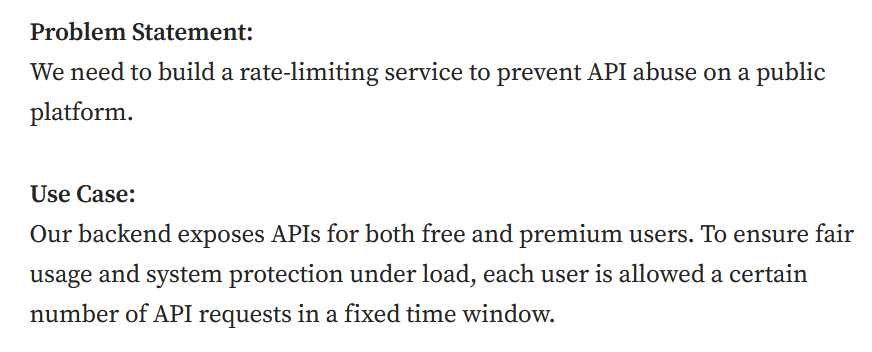 Problem Statement:
We need to build a rate-limiting service to prevent API abuse on a public
platform.
Use Case:
Our backend exposes APIs for both free and premium users. To ensure fair
usage and system protection under load, each user is allowed a certain
number of API requests in a fixed time window.